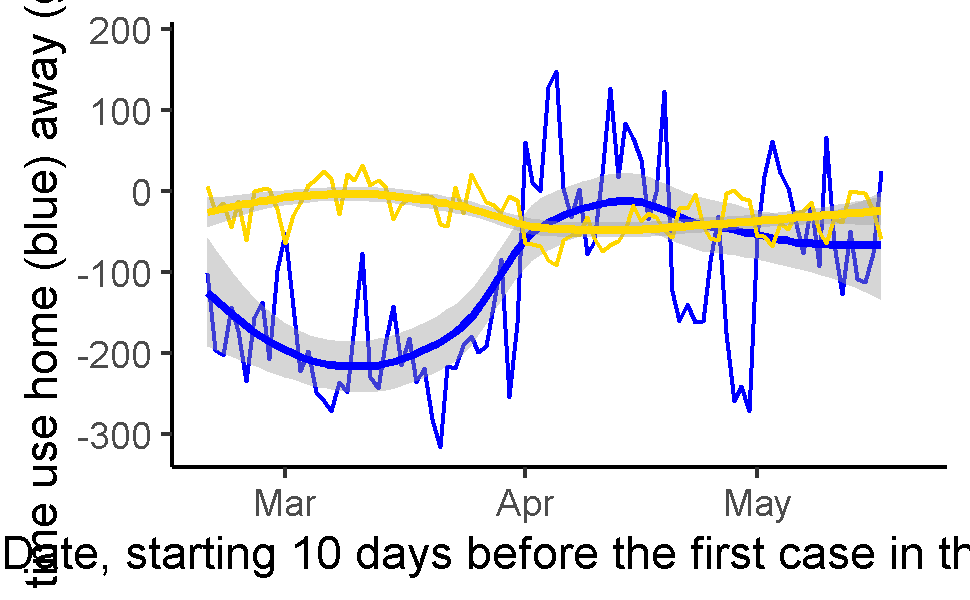 time use home (blue) away (
200
100
0
-100
-200
-300
Mar
Apr
May
Date, starting 10 days before the first case in th